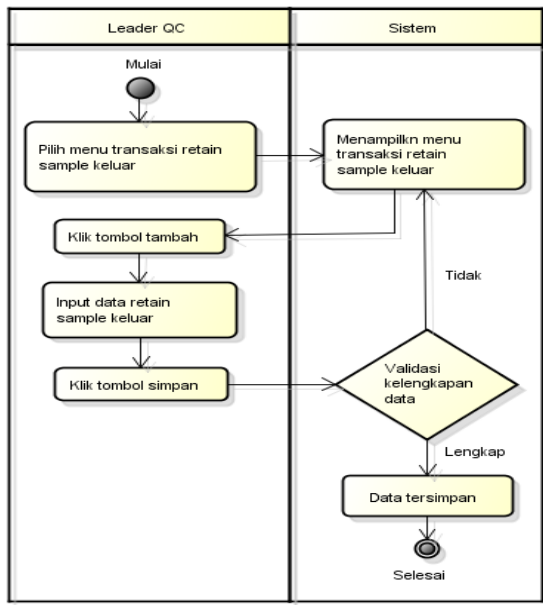 Leader QC
Sistem
Mulai
Pilih menu transaksi retain
sample keluar
Menampilkn menu
transaksi retain
sample keluar
Klik tombol tambah
Input data retain
sample keluar
Klik tombol simpan
Validasi
kelengkapan
data
Tidak
Lengkap
Data tersimpan
Selesai